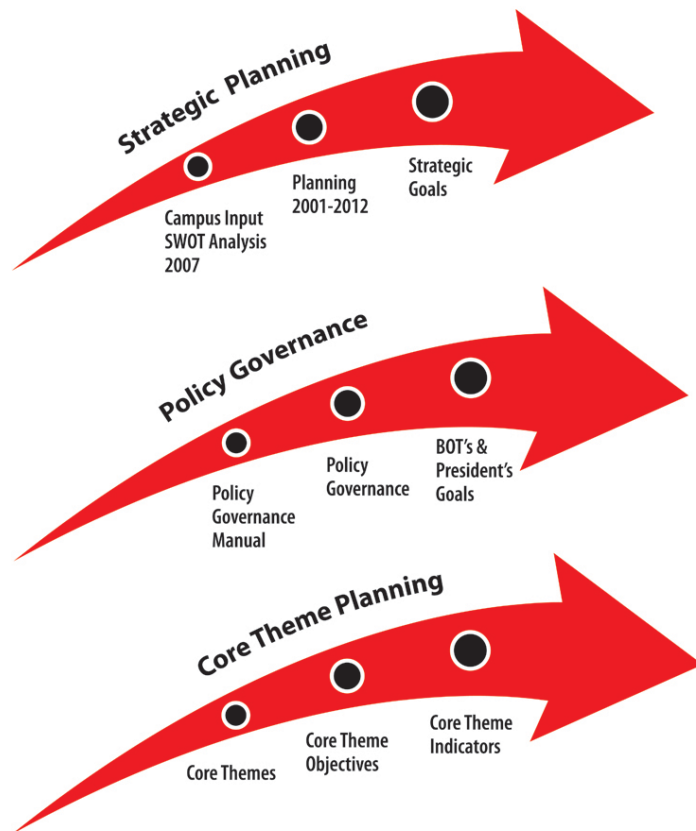 Strategic Planning
Campus Input
SWOT Analysis
2007
Planning
2001-2012
Strategic
Goals
Policy Governance
Policy
Governance
Manual
Policy
Governance
BOT's &
President's
Goals
Core Theme Planning
Core Themes
Core Theme
Objectives
Core Theme
Indicators